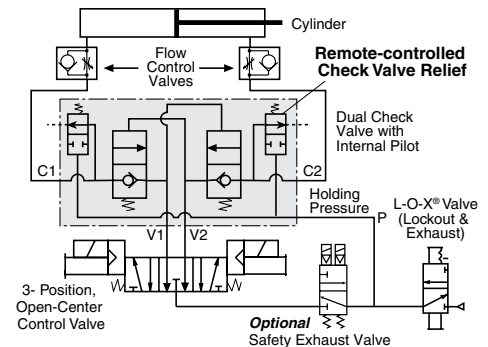 Cylinder
Flow
Control
Valves
Remote-controlled
Check Valve Relief
Dual Check
Valve with
Internal Pilot
C1
C2
Holding
Pressure
P
L-O-X® Valve
(Lockout &
Exhaust)
V1
V2
3- Position,
Open-Center
Control Valve
Optional
Safety Exhaust Valve